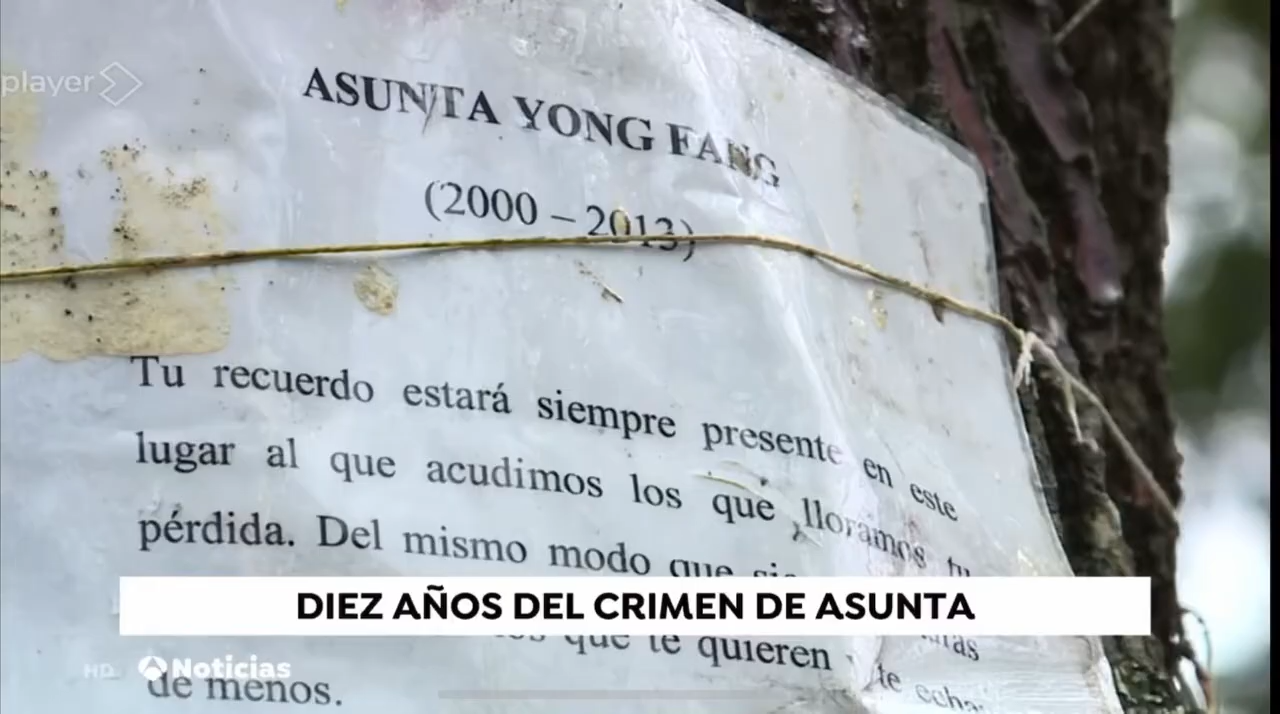 player
ASUNTA YONG FANG
(2000 – 2013)
Tu recuerdo estará siempre presente en este
lugar al que acudimos los que lloramos tu
pérdida. Del mismo modo que
DIEZ AÑOS DEL CRIMEN DE ASUNTA
que te quieren te
HD
Noticias
de menos.